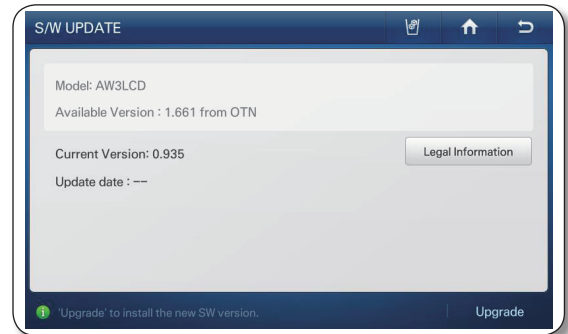 S/W UPDATE
Model: AW3LCD
Available Version : 1.661 from OTN
Current Version: 0.935
Legal Information
Update date : --
'Upgrade' to install the new SW version.
Upgrade